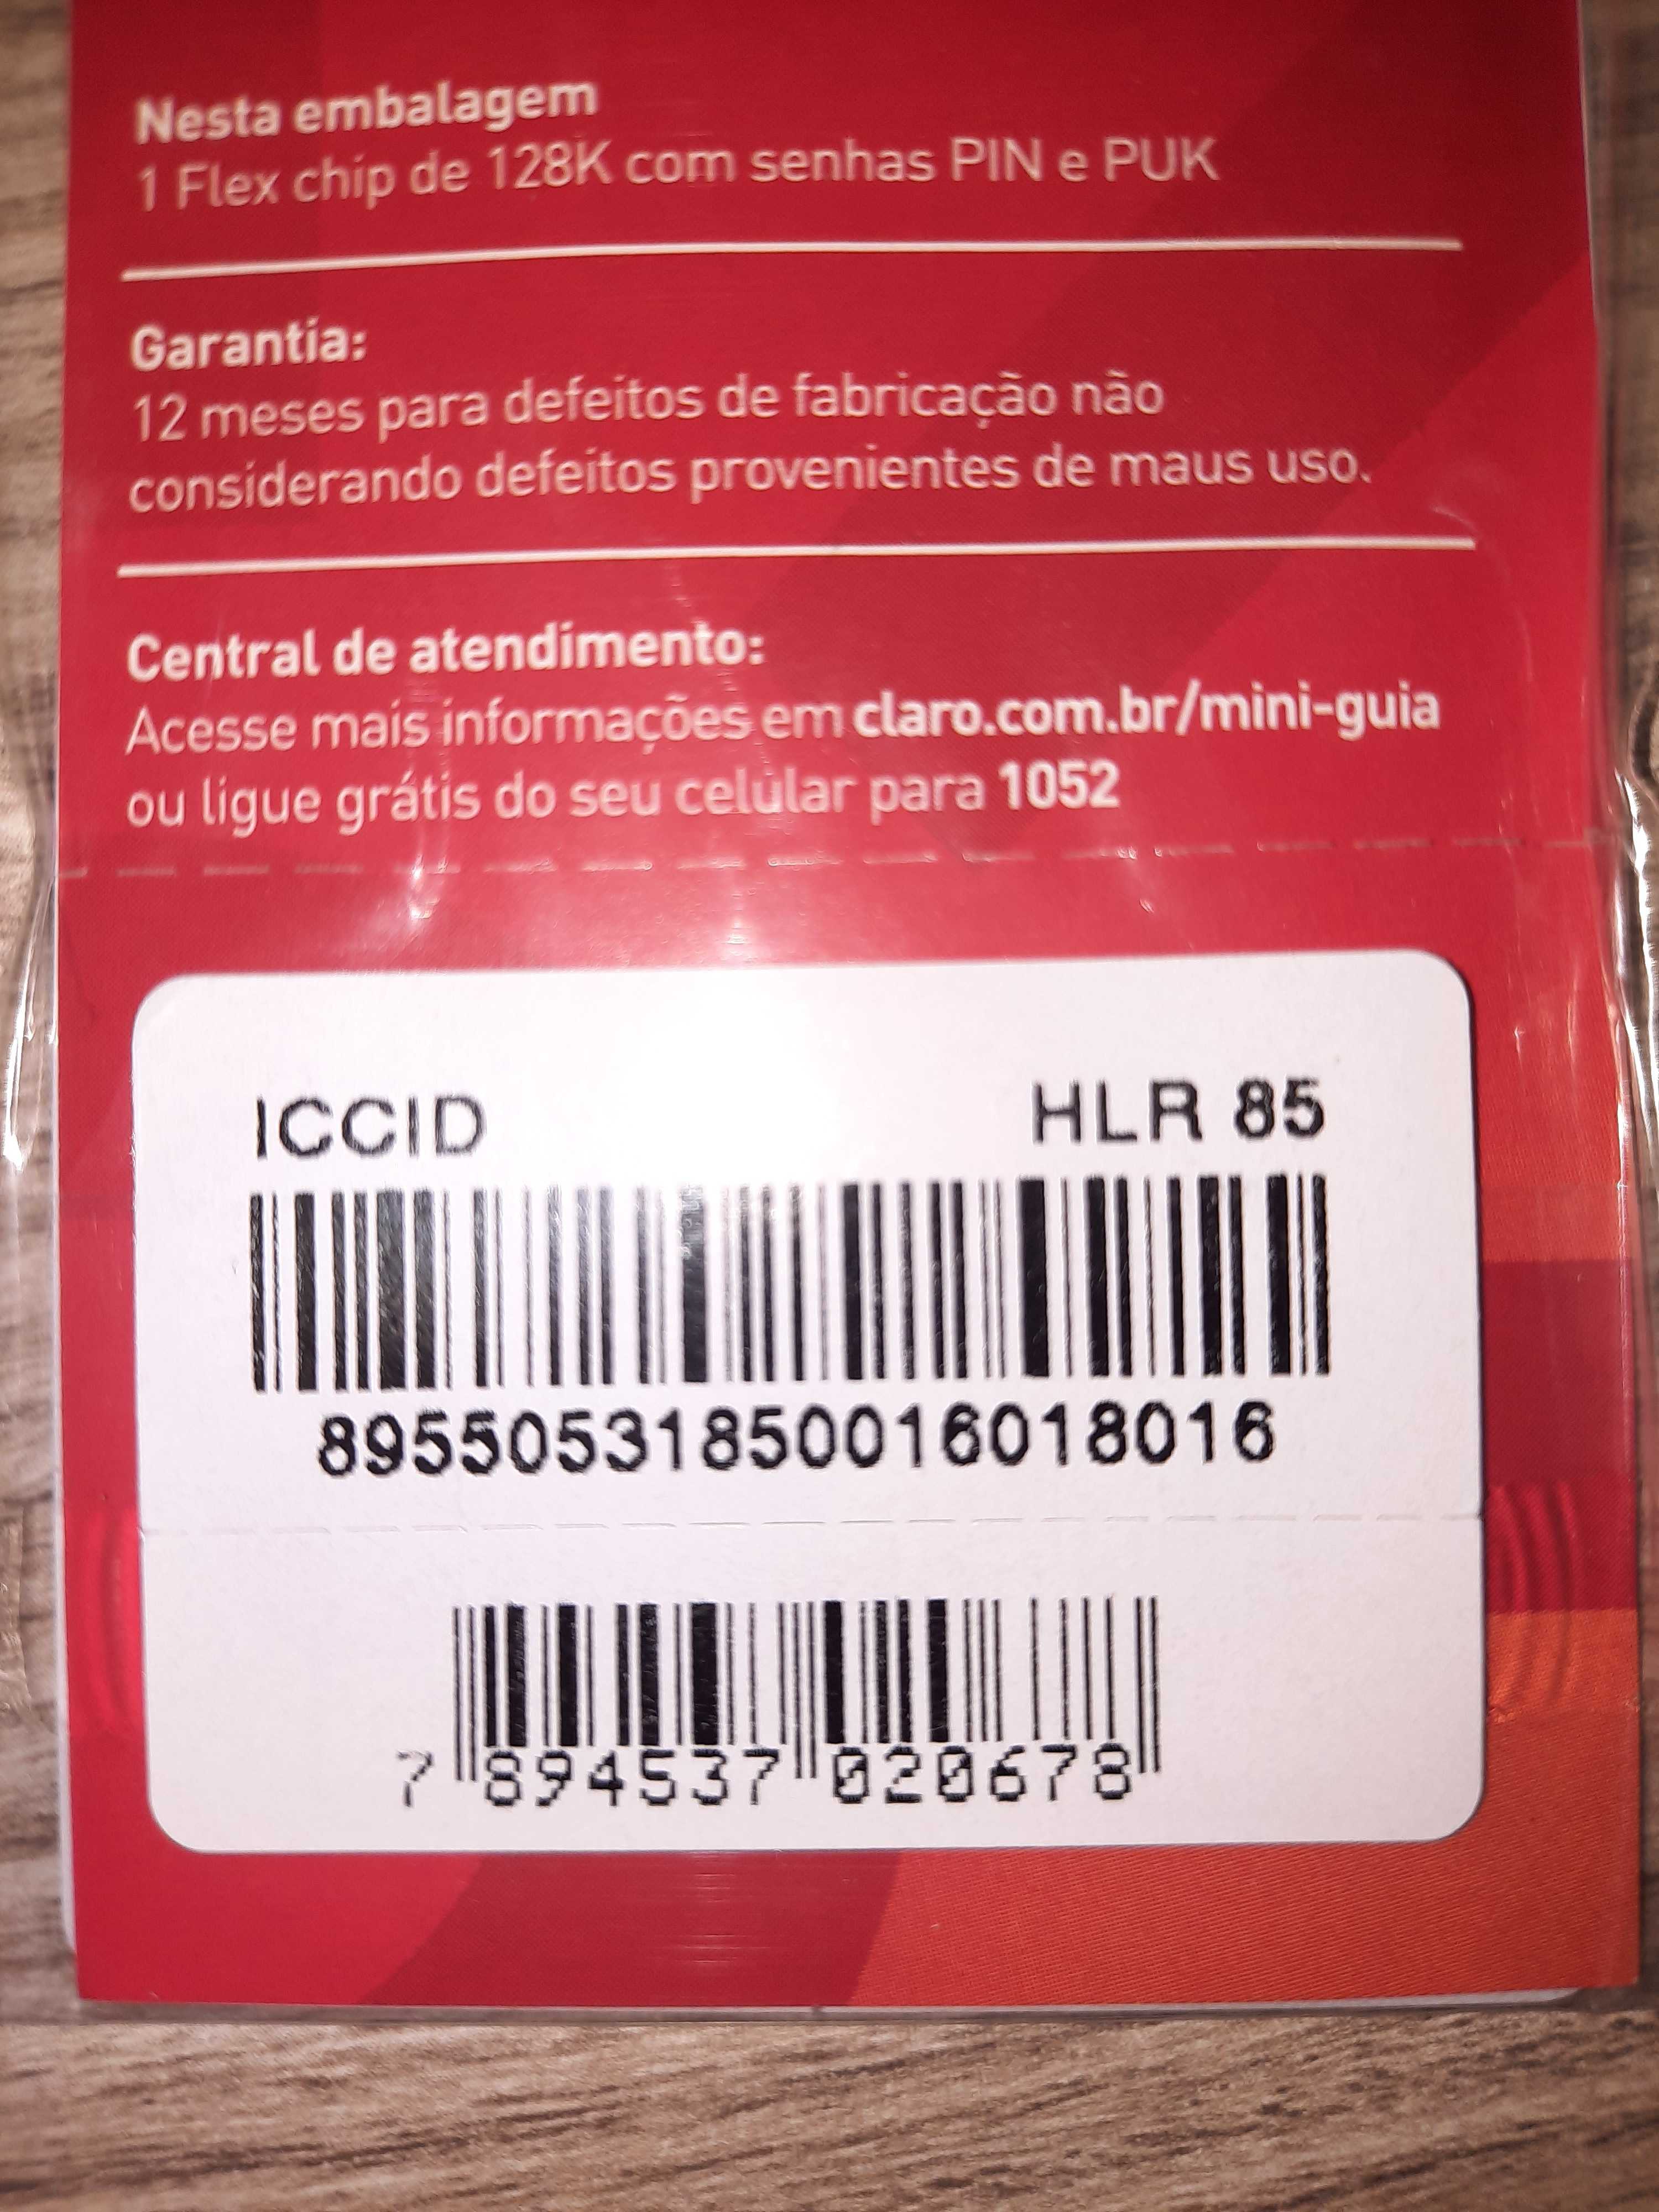 Nesta embalagem
1 Flex chip de 128K com senhas PIN e PUK
Garantia:
12 meses para defeitos de fabricação não
considerando defeitos provenientes de maus uso.
Central de atendimento:
Acesse mais informações em claro.com.br/mini-guia
ou ligue grátis do seu celular para 1052
ICCID HLR 85
89550531850016018016
7 894537 020678